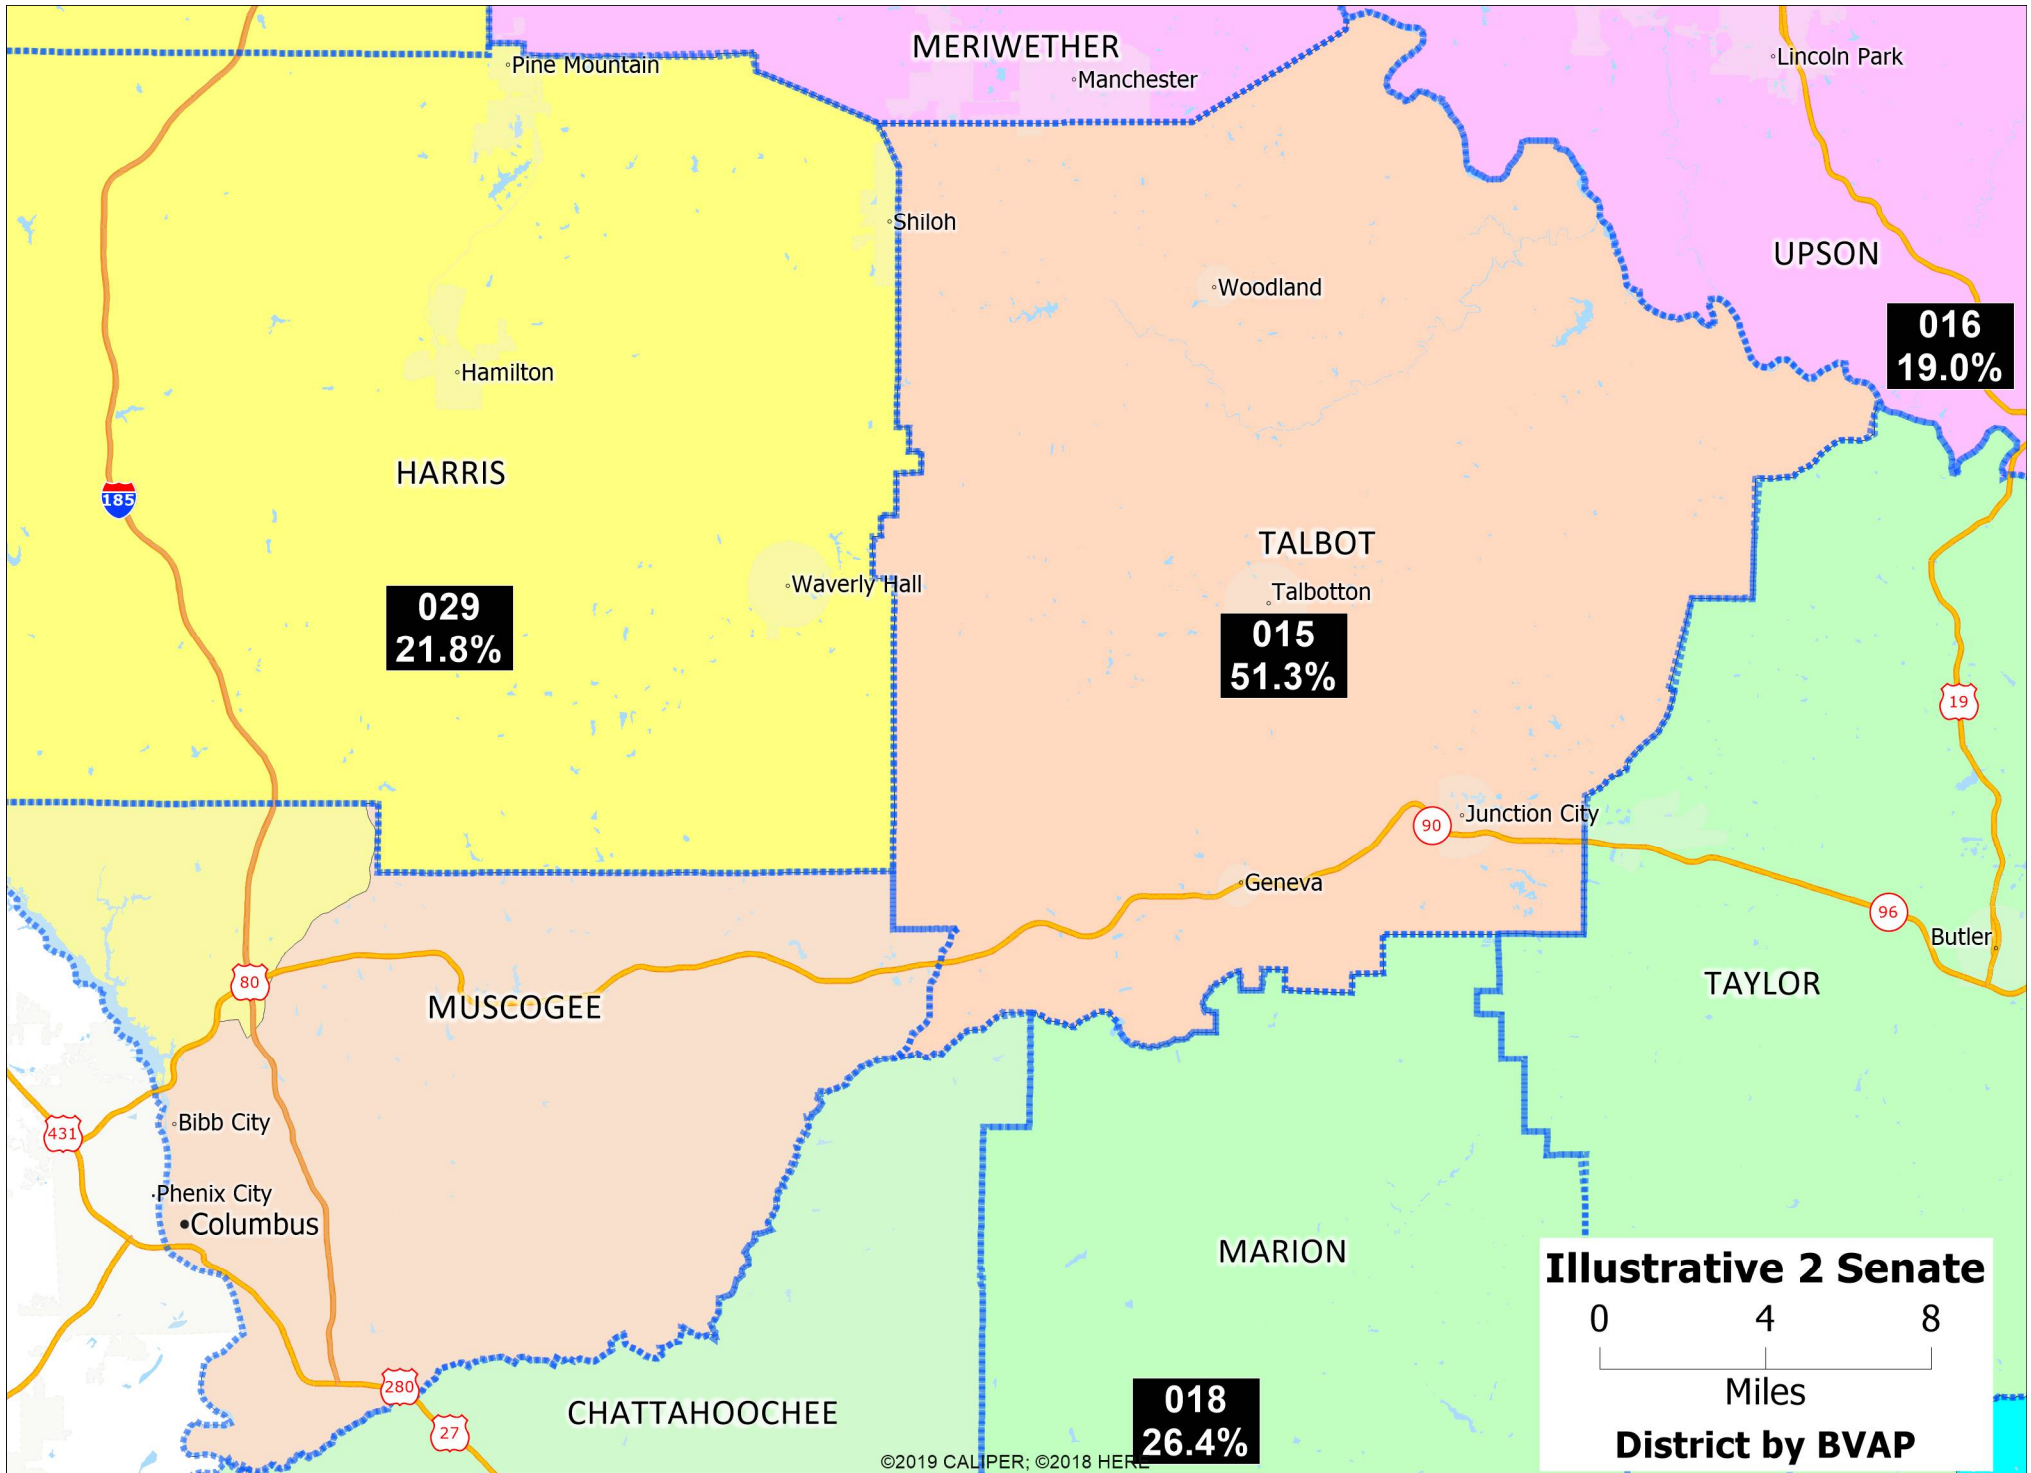 MERIWETHER
Pine Mountain
Manchester
Lincoln Park
Shiloh
UPSON
Woodland
016
19.0%
Hamilton
HARRIS
185
TALBOT
Waverly Hall
Talbotton
029
21.8%
015
51.3%
19
90
Junction City
Geneva
96
Butler
80
MUSCOGEE
TAYLOR
Bibb City
431
Phenix City
Columbus
MARION
Illustrative 2 Senate
0 4 8
Miles
District by BVAP
280
27
CHATTAHOOCHEE
018
26.4%
©2019 CALIPER; ©2018 HERE